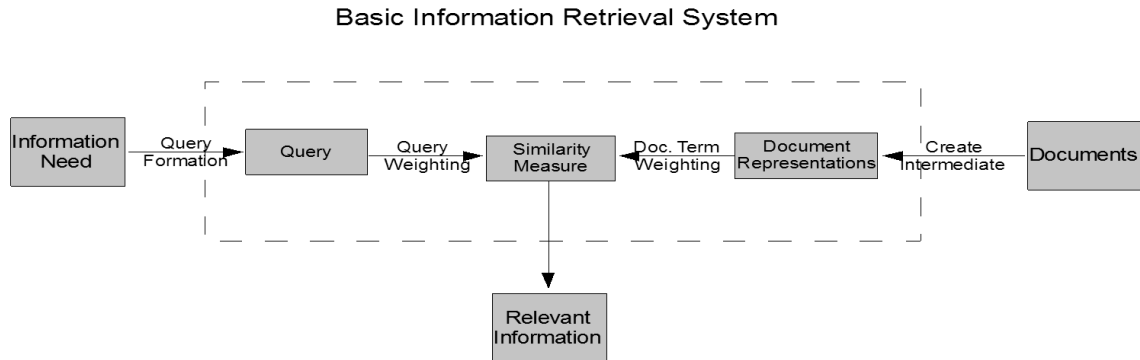 Basic Information Retrieval System
Information
Need
Query
Formation
Query
Query
Weighting
Similarity
Measure
Doc. Term
Weighting
Document
Representations
Create
Intermediate
Documents
Relevant
Information